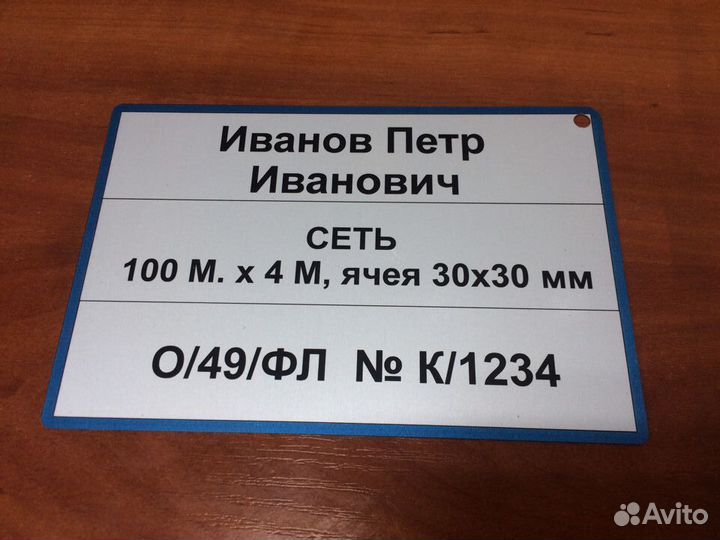 Иванов Петр
Иванович
СЕТЬ
100 М. х 4 М, ячея 30х30 мм
О/49/ФЛ № К/1234
Avito